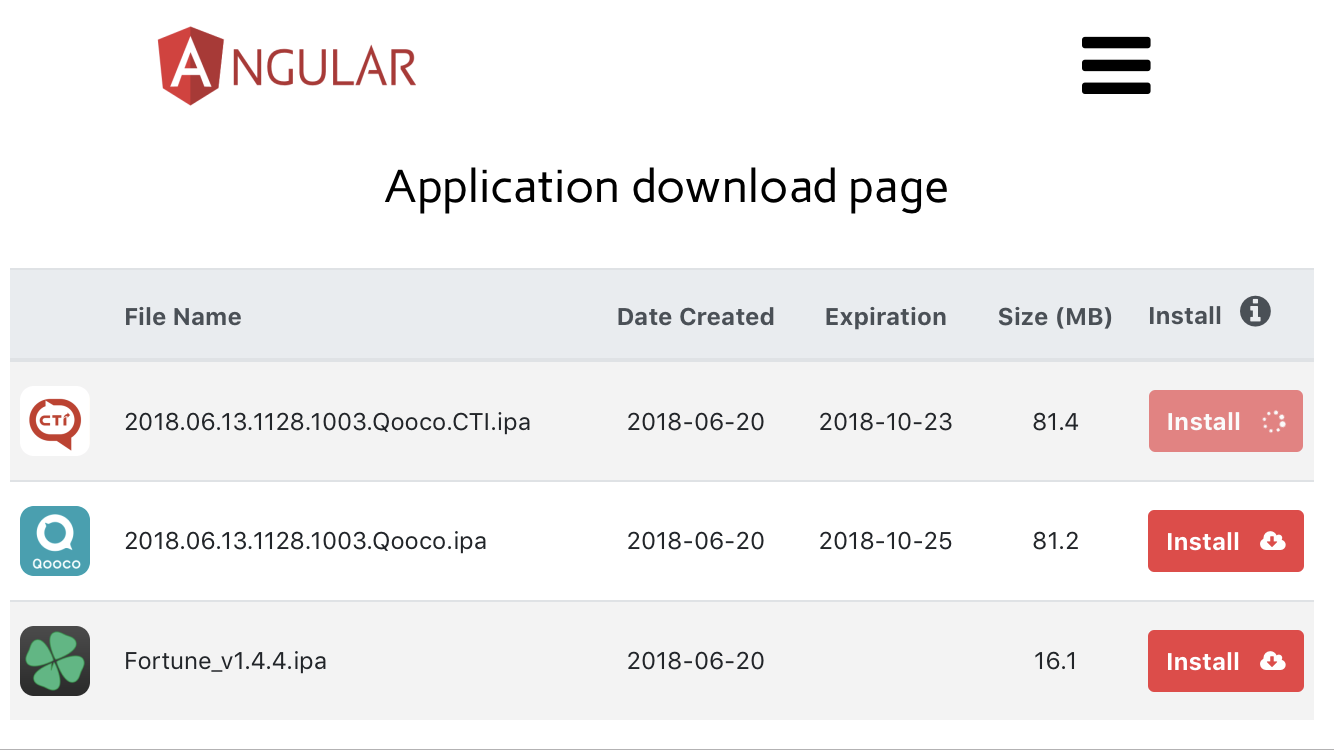 ANGULAR
Application download page
File Name Date Created Expiration Size (MB) Install
CTi 2018.06.13.1128.1003.Qooco.CTI.ipa 2018-06-20 2018-10-23 81.4 Install
2018.06.13.1128.1003.Qooco.ipa 2018-06-20 2018-10-25 81.2 Install
Qooco
Fortune_v1.4.4.ipa 2018-06-20 16.1 Install